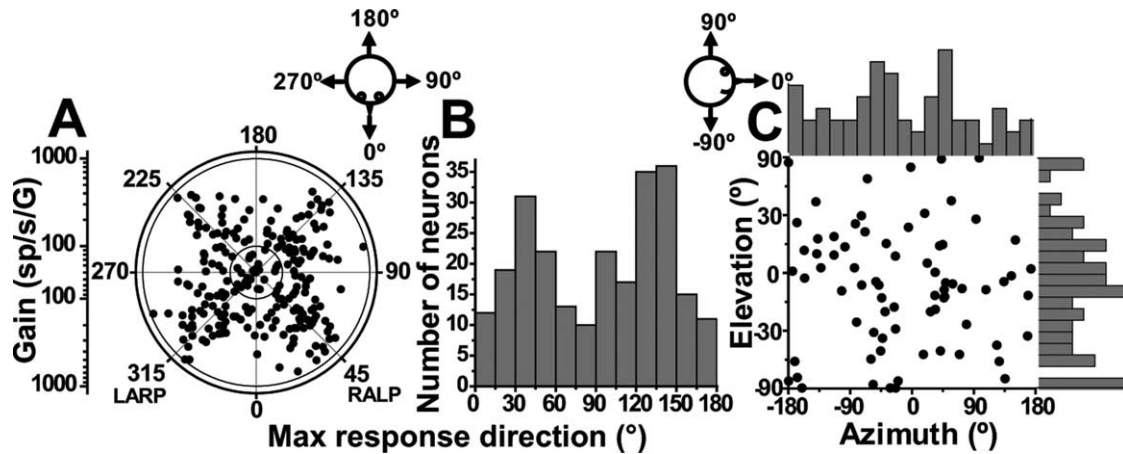 180º
270º
90º
0º
90º
0º
-90º
A
B
C
Gain (sp/s/G)
1000
100
100
1000
180
225
135
270
90
315
45
LARP
RALP
0
Number of neurons
35
30
25
20
15
10
5
0
0
30
60
90
120
150
180
Max response direction (°)
Elevation (º)
90
30
0
-30
-90
-180
-90
0
90
180
Azimuth (º)